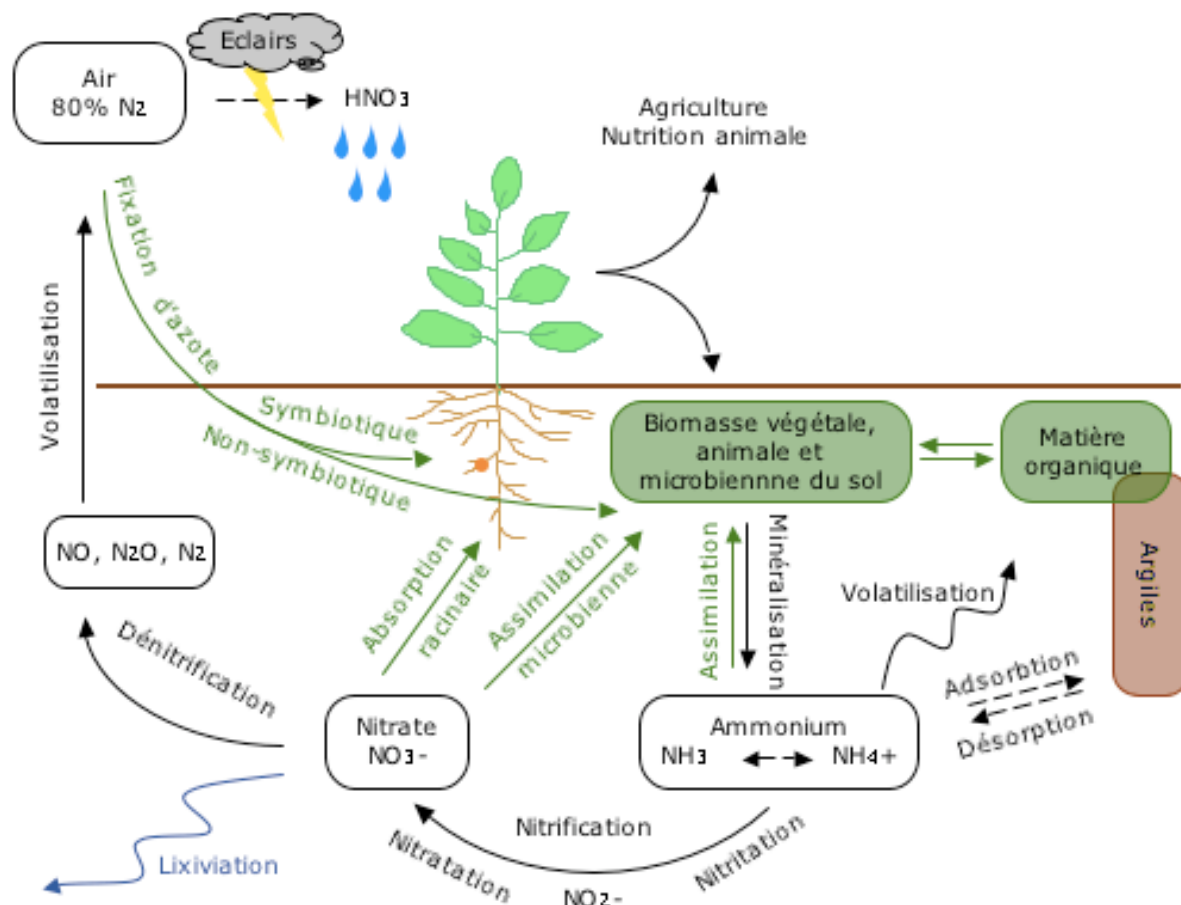 Eclairs
Air
80% N2
HNO3
Agriculture
Nutrition animale
Fixation d'azote
Volatilisation
Symbiotique
Non-symbiotique
Biomasse végétale,
animale et
microbiennne du sol
Matière
organique
Argiles
NO, N2O, N2
Absorption
racinaire
Assimilation
microbienne
Assimilation
Minéralisation
Volatilisation
Adsorbtion
Désorption
Dénitrification
Nitrate
NO3-
Ammonium
NH3
NH4+
Nitrification
Nitratation
NO2-
Nitritation
Lixiviation